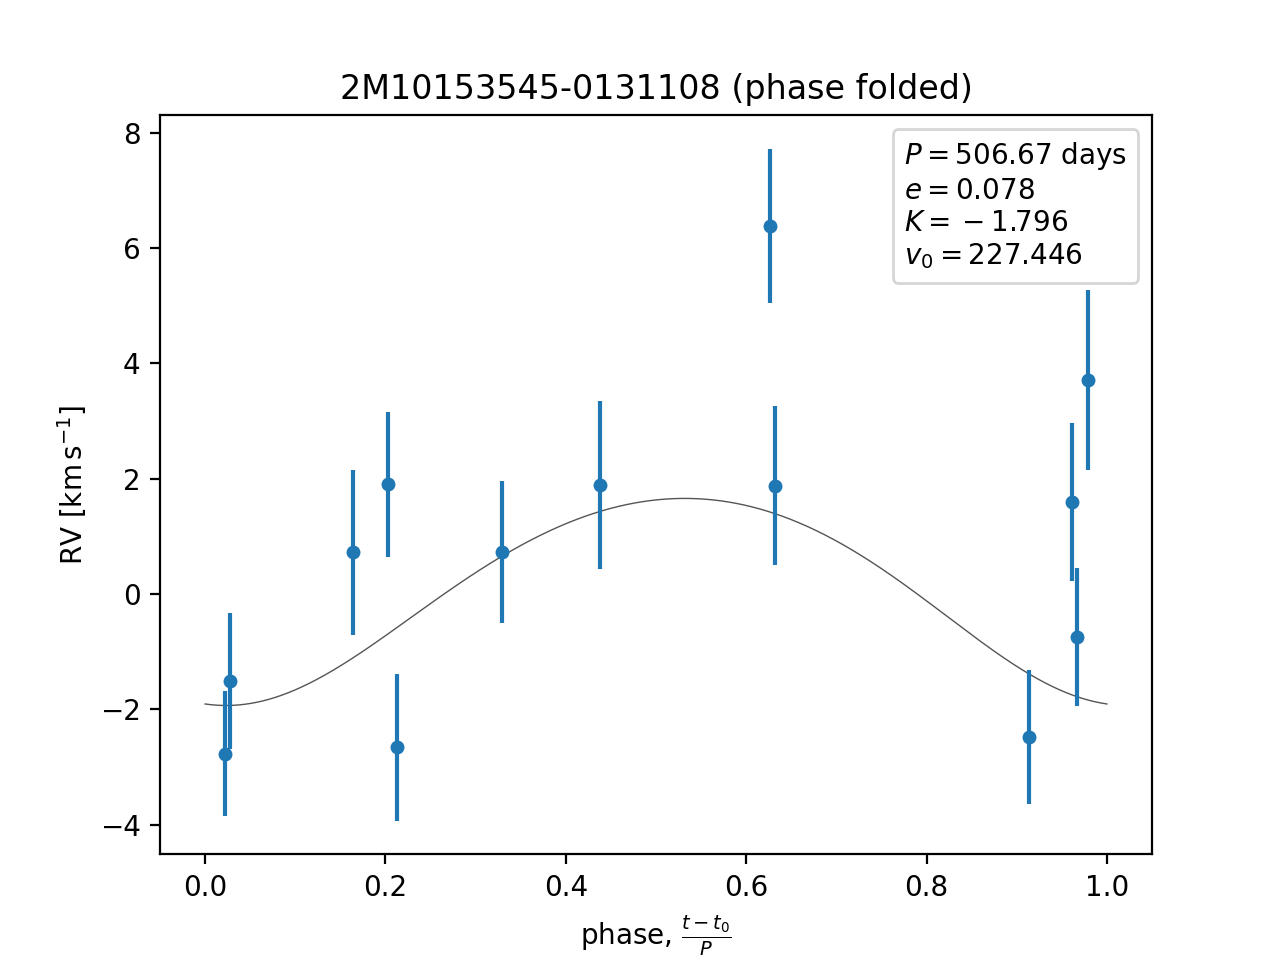 2M10153545-0131108 (phase folded)
P = 506.67 days
e = 0.078
K = −1.796
v₀ = 227.446
8
6
4
2
0
−2
−4
RV [km s⁻¹]
0.0 0.2 0.4 0.6 0.8 1.0
phase, (t − t₀)/P